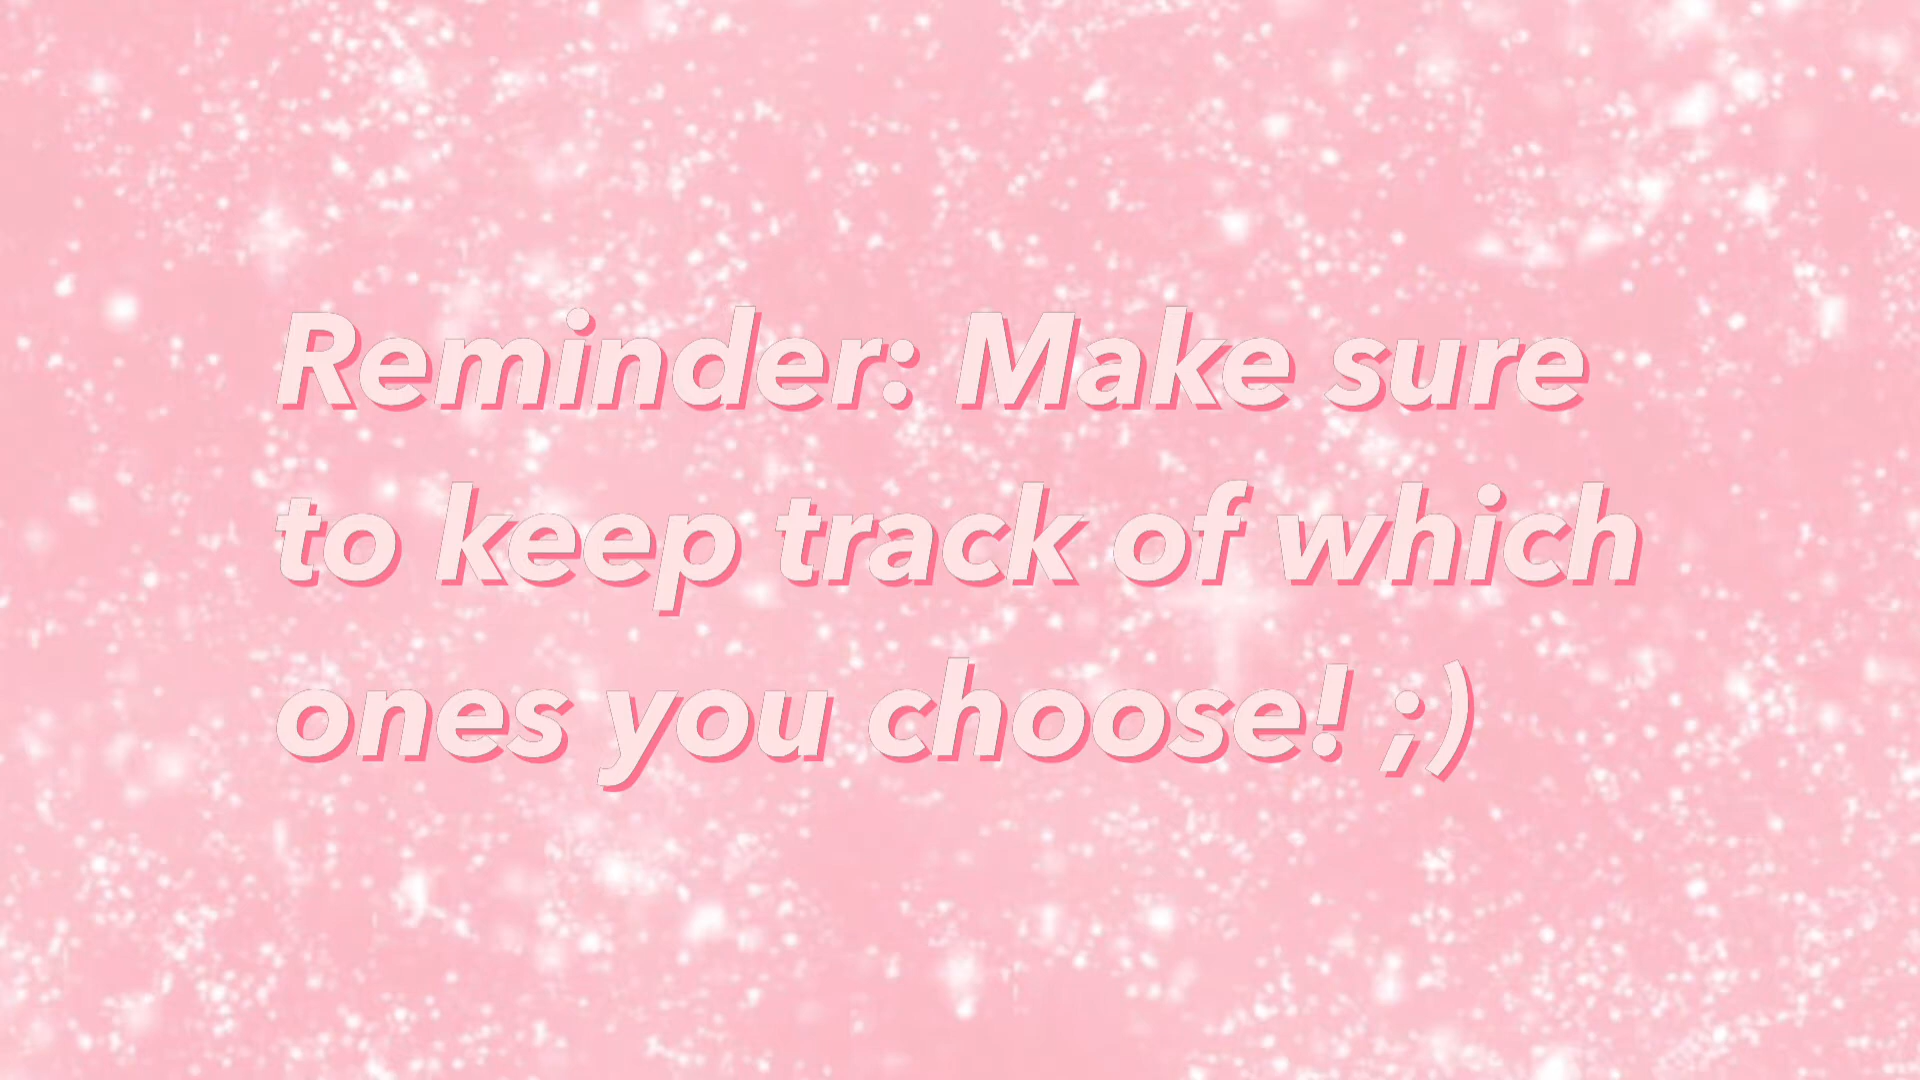 Reminder: Make sure
to keep track of which
ones you choose! ;)